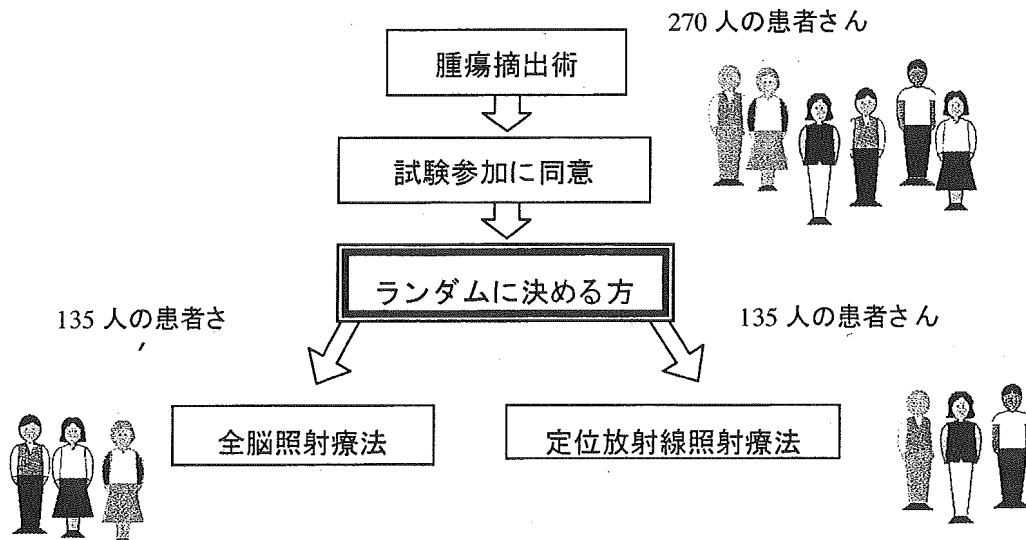 270 人の患者さん
腫瘍摘出術
試験参加に同意
ランダムに決める方
135 人の患者さ
135 人の患者さん
全脳照射療法
定位放射線照射療法